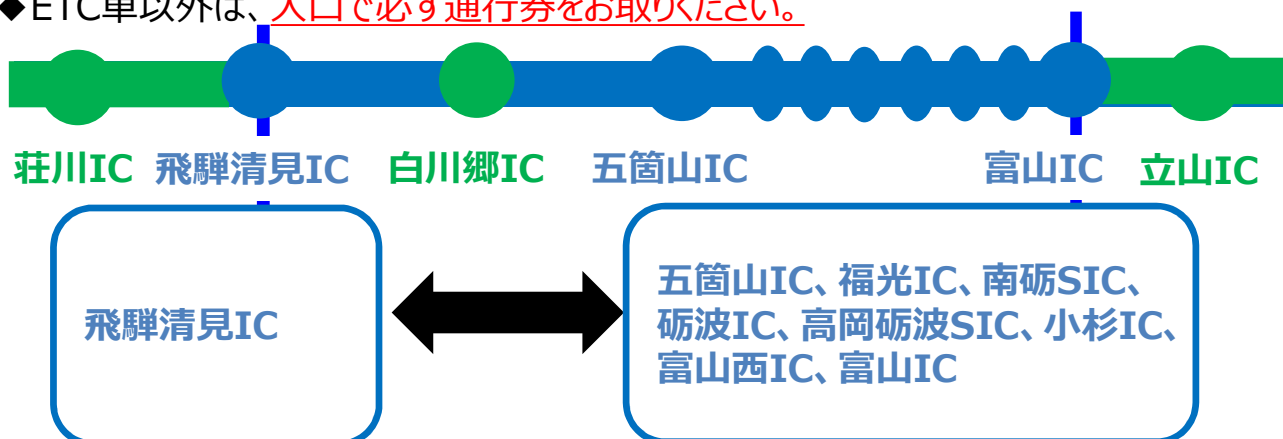 ◆ETC車以外は、入口で必ず通行券をお取りください。
荘川IC 飛騨清見IC 白川郷IC 五箇山IC 富山IC 立山IC
飛騨清見IC
五箇山IC、福光IC、南砺SIC、
砺波IC、高岡砺波SIC、小杉IC、
富山西IC、富山IC